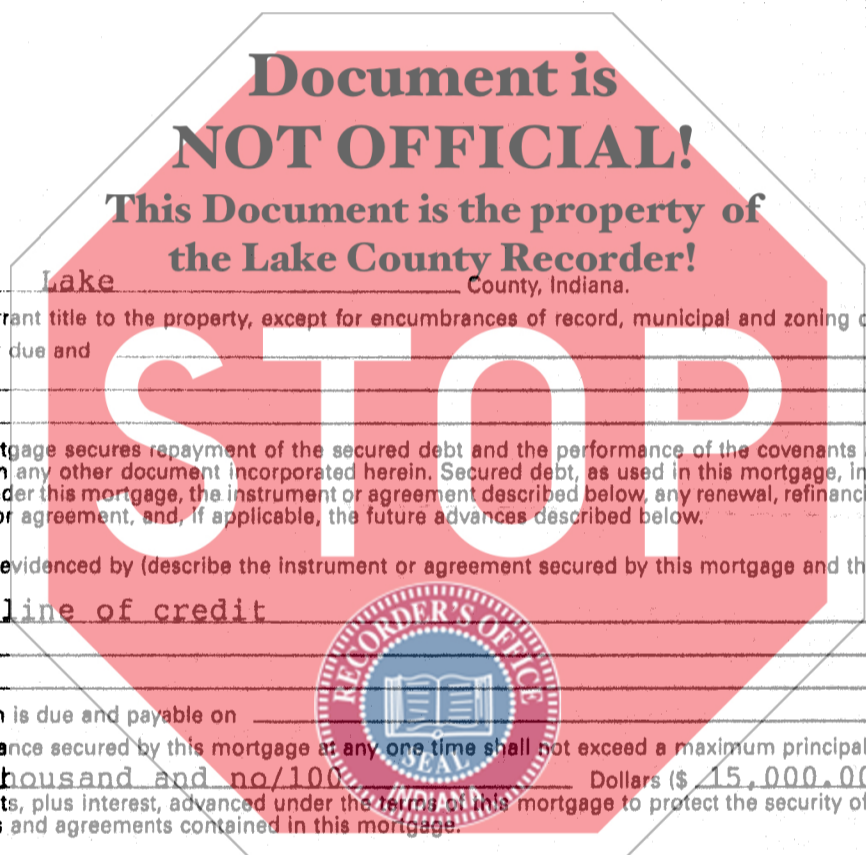 Document is
NOT OFFICIAL!
This Document is the property of
the Lake County Recorder!
Lake County, Indiana.
rant title to the property, except for encumbrances of record, municipal and zoning
due and
STOP
tgage secures repayment of the secured debt and the performance of the covenants
any other document incorporated herein. Secured debt, as used in this mortgage, in
der this mortgage, the instrument or agreement described below, any renewal, refinanc
or agreement, and, if applicable, the future advances described below.
evidenced by (describe the instrument or agreement secured by this mortgage and th
line of credit
RECORDER'S OFFICE
is due and payable on
ance secured by this mortgage at any one time shall not exceed a maximum principal
SEAL
housand and no/100 Dollars ($ 15,000.00
ts, plus interest, advanced under the terms of this mortgage to protect the security of
INDIANA
s and agreements contained in this mortgage.